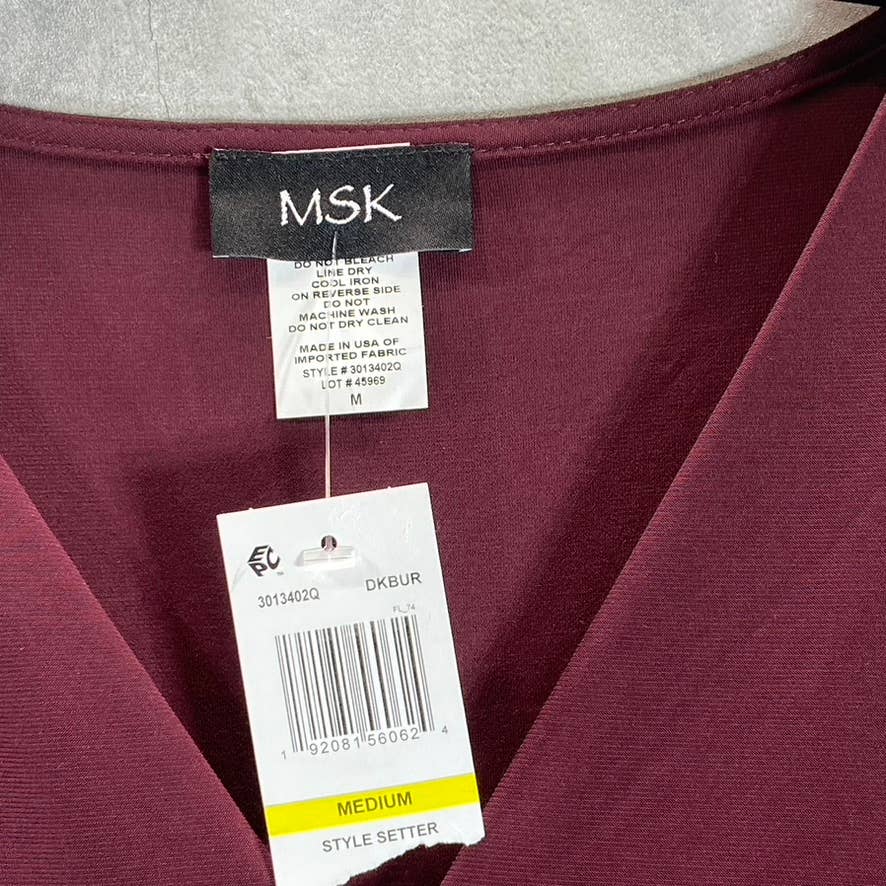 MSK
DO NOT BLEACH
LINE DRY
COOL IRON
ON REVERSE SIDE
DO NOT
MACHINE WASH
DO NOT DRY CLEAN
MADE IN USA OF
IMPORTED FABRIC
STYLE # 3013402Q
LOT # 45969
M
EPC™
3013402Q DKBUR
FL_74
1 92081 56062 4
MEDIUM
STYLE SETTER